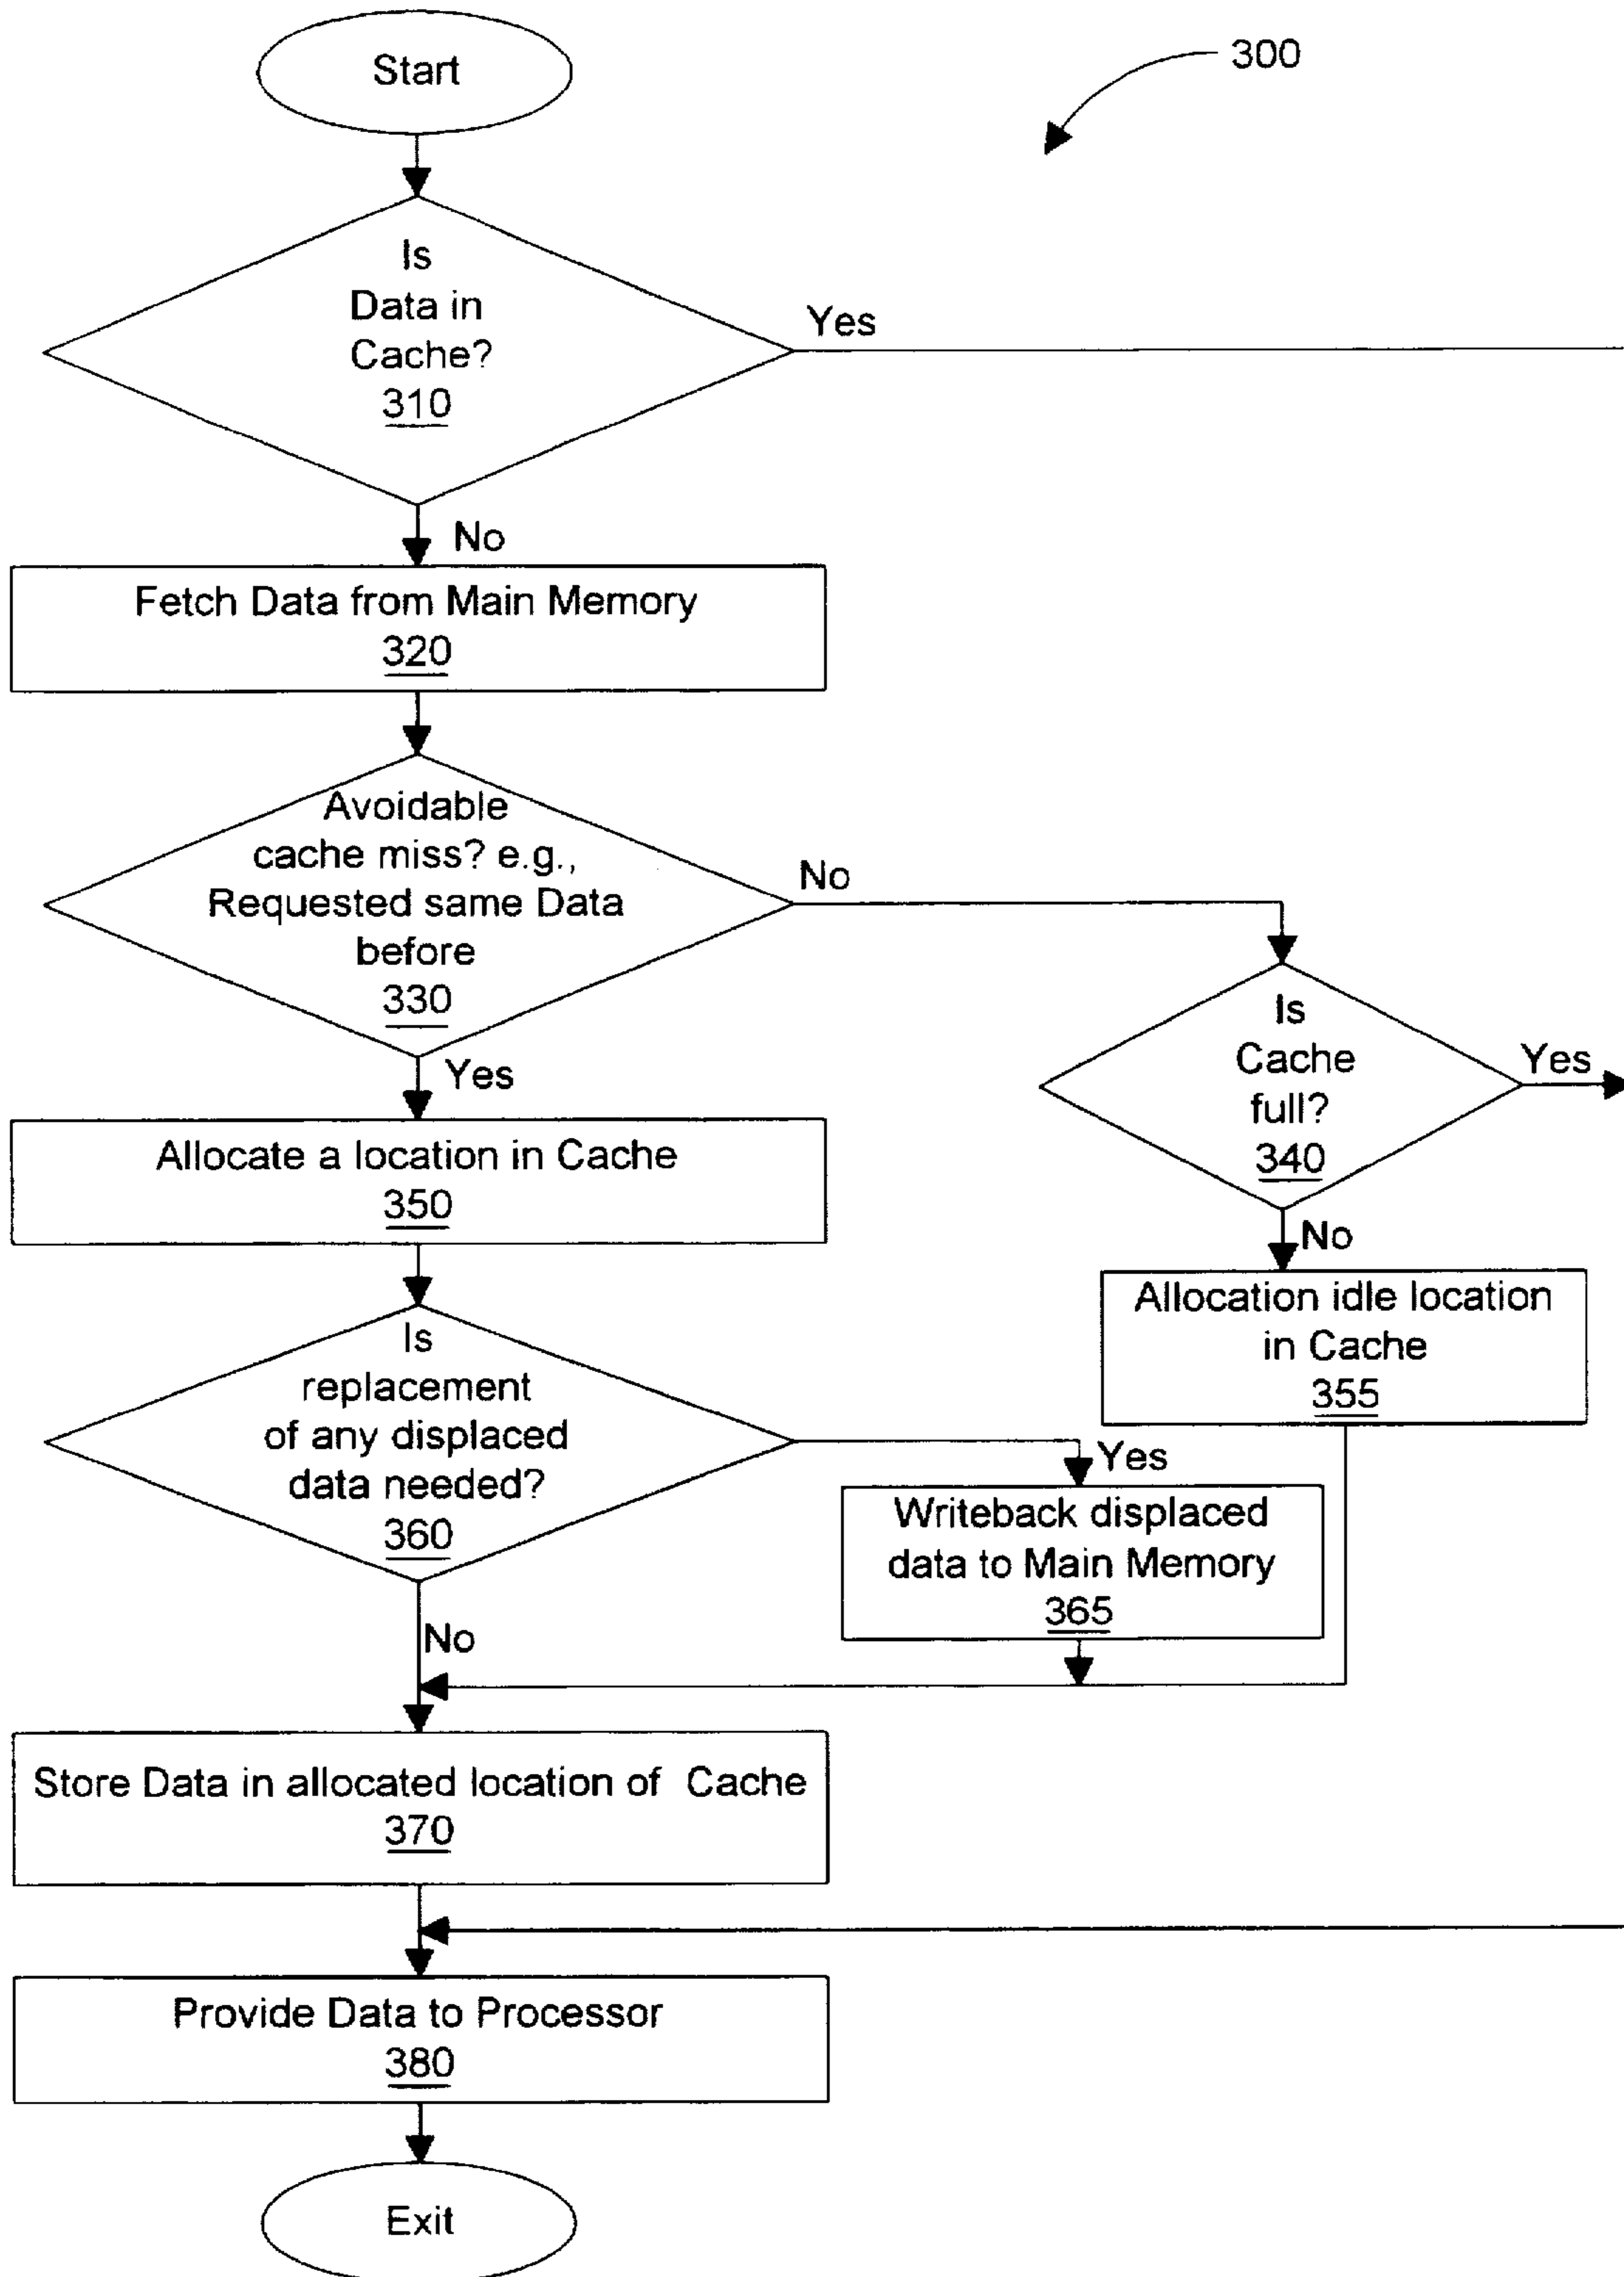 Start
300
Is
Data in
Cache?
310
Yes
No
Fetch Data from Main Memory
320
Avoidable
cache miss? e.g.,
Requested same Data
before
330
No
Is
Cache
full?
340
Yes
Yes
Allocate a location in Cache
350
No
Allocation idle location
in Cache
355
Is
replacement
of any displaced
data needed?
360
Yes
Writeback displaced
data to Main Memory
365
No
Store Data in allocated location of Cache
370
Provide Data to Processor
380
Exit